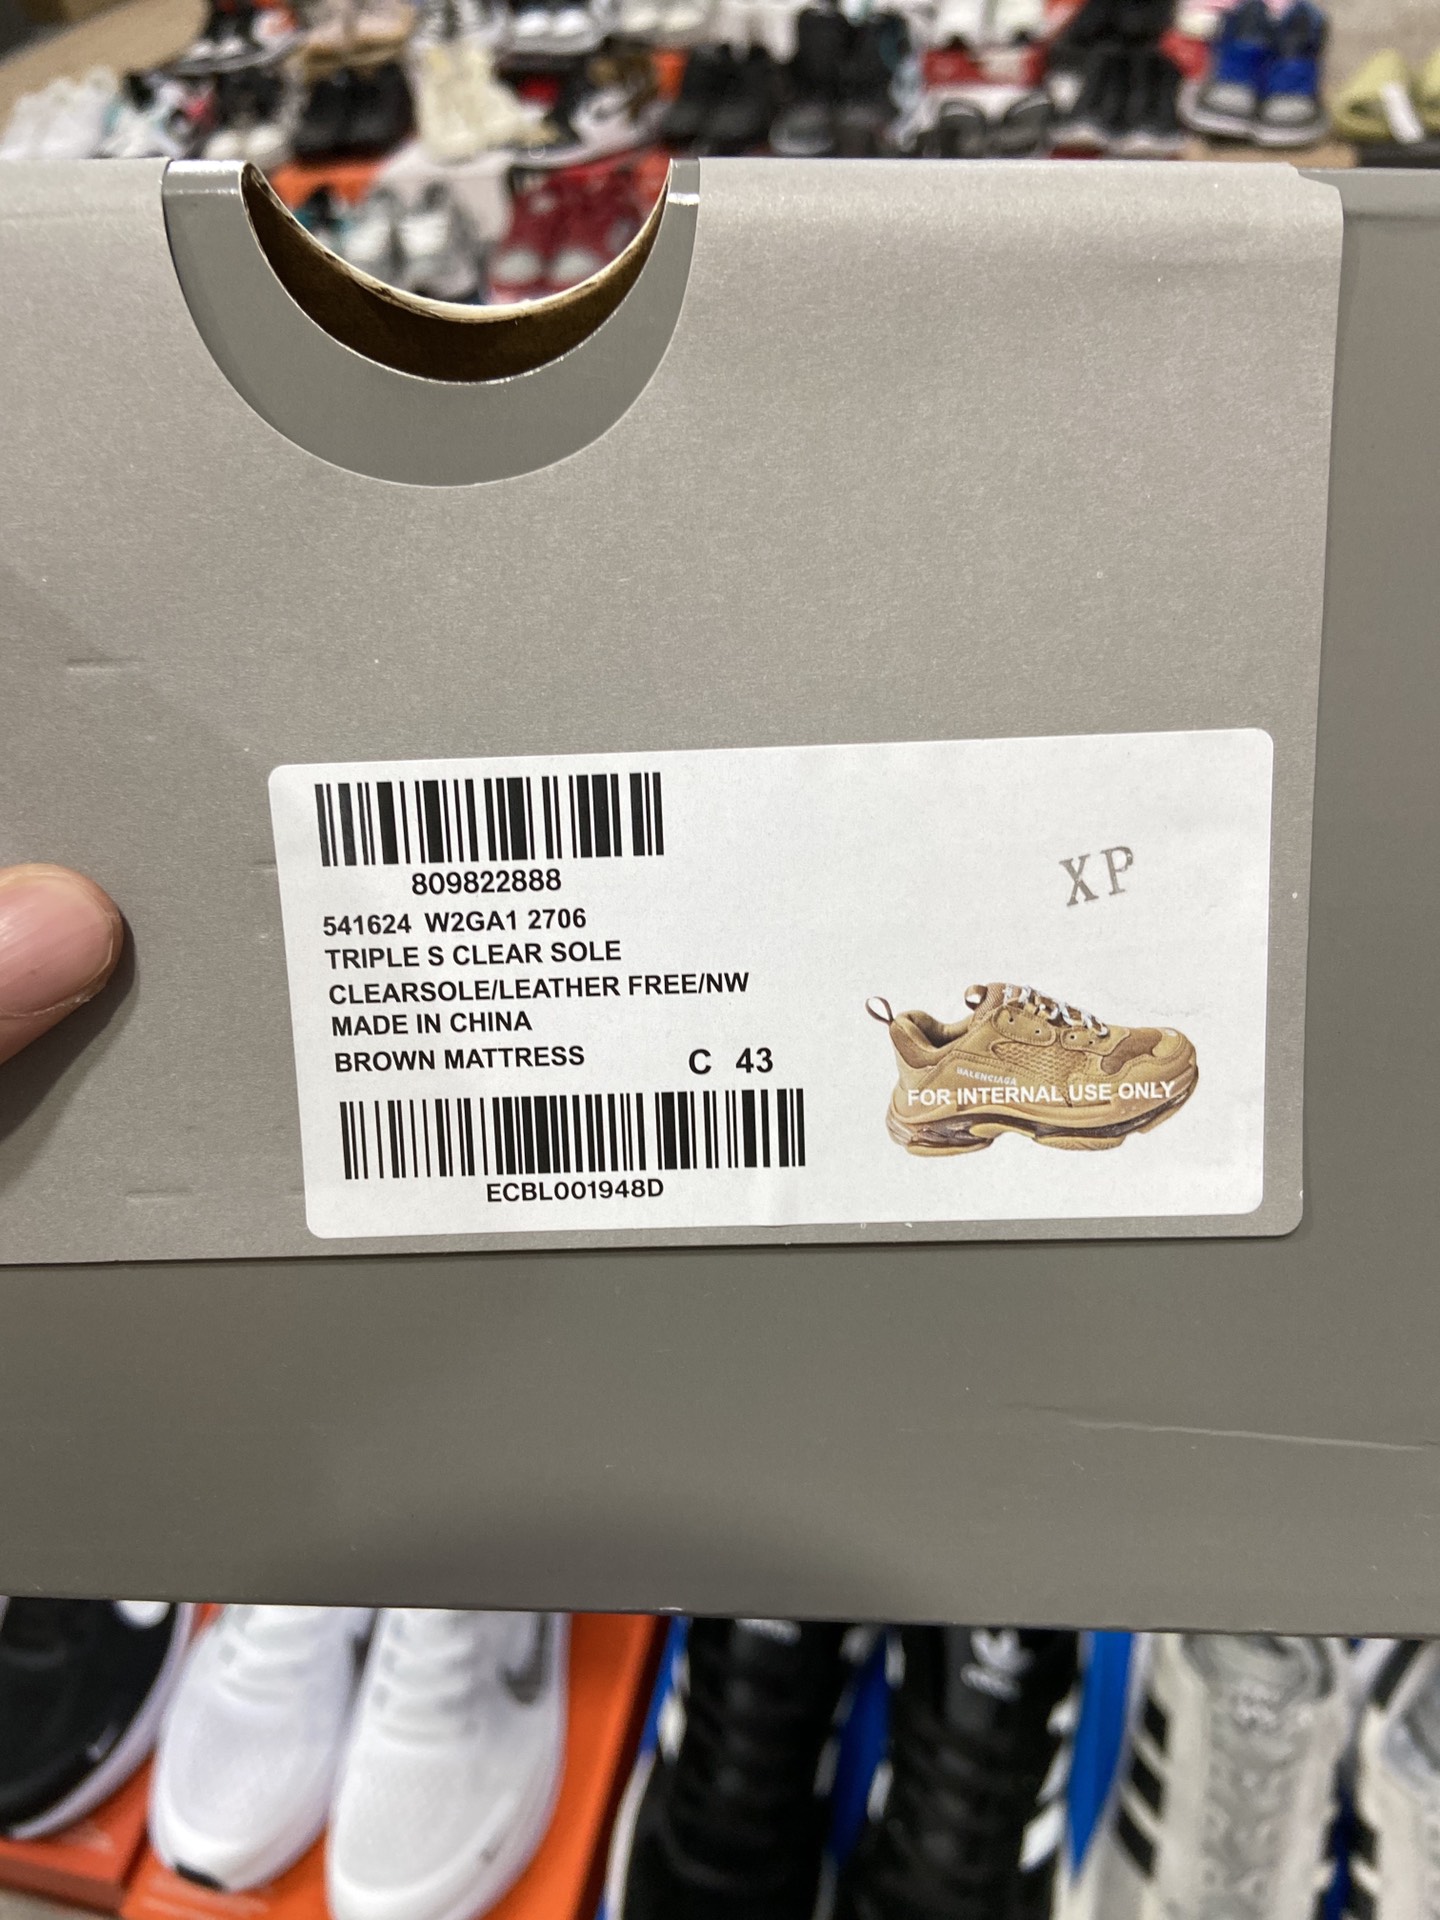 809822888
541624 W2GA1 2706
TRIPLE S CLEAR SOLE
CLEARSOLE/LEATHER FREE/NW
MADE IN CHINA
BROWN MATTRESS C 43
ECBL001948D
XP
BALENCIAGA
FOR INTERNAL USE ONLY